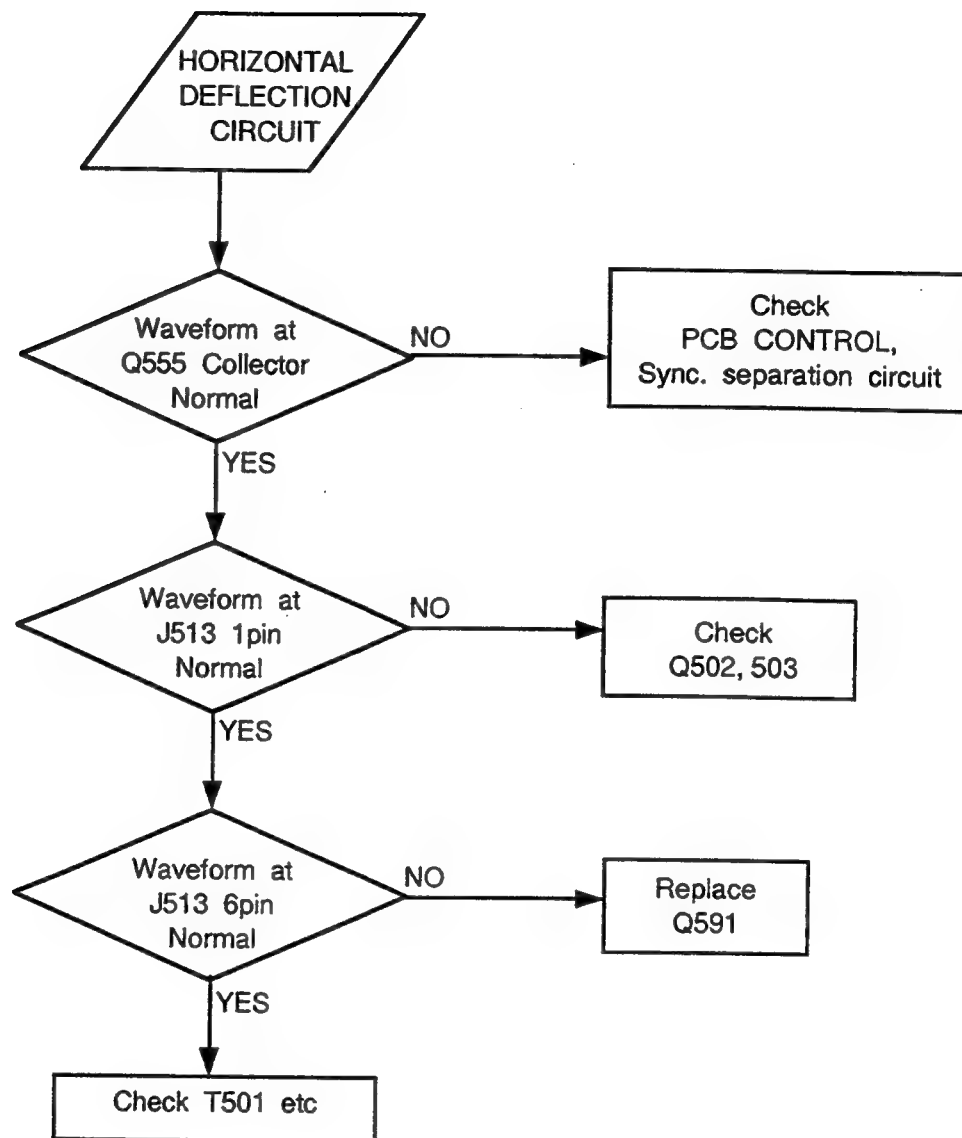 HORIZONTAL
DEFLECTION
CIRCUIT
Waveform at
Q555 Collector
Normal
NO
Check
PCB CONTROL,
Sync. separation circuit
YES
Waveform at
J513 1pin
Normal
NO
Check
Q502, 503
YES
Waveform at
J513 6pin
Normal
NO
Replace
Q591
YES
Check T501 etc